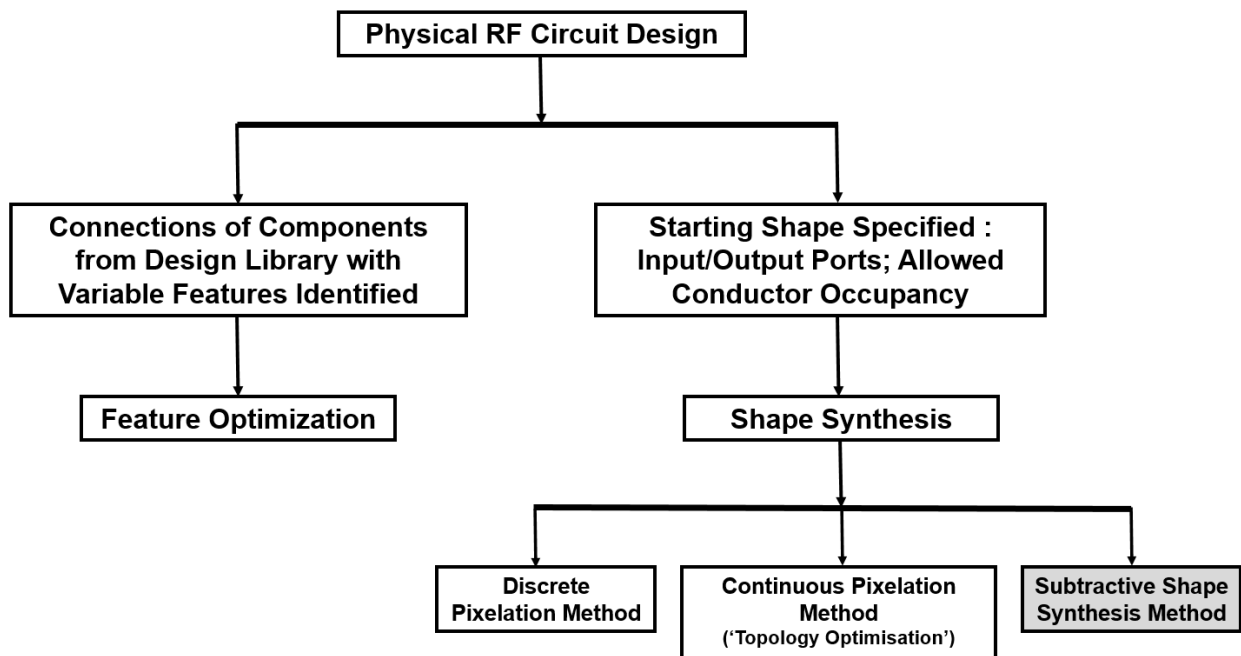 Physical RF Circuit Design
Connections of Components
from Design Library with
Variable Features Identified
Starting Shape Specified :
Input/Output Ports; Allowed
Conductor Occupancy
Feature Optimization
Shape Synthesis
Discrete
Pixelation Method
Continuous Pixelation
Method
(‘Topology Optimisation’)
Subtractive Shape
Synthesis Method